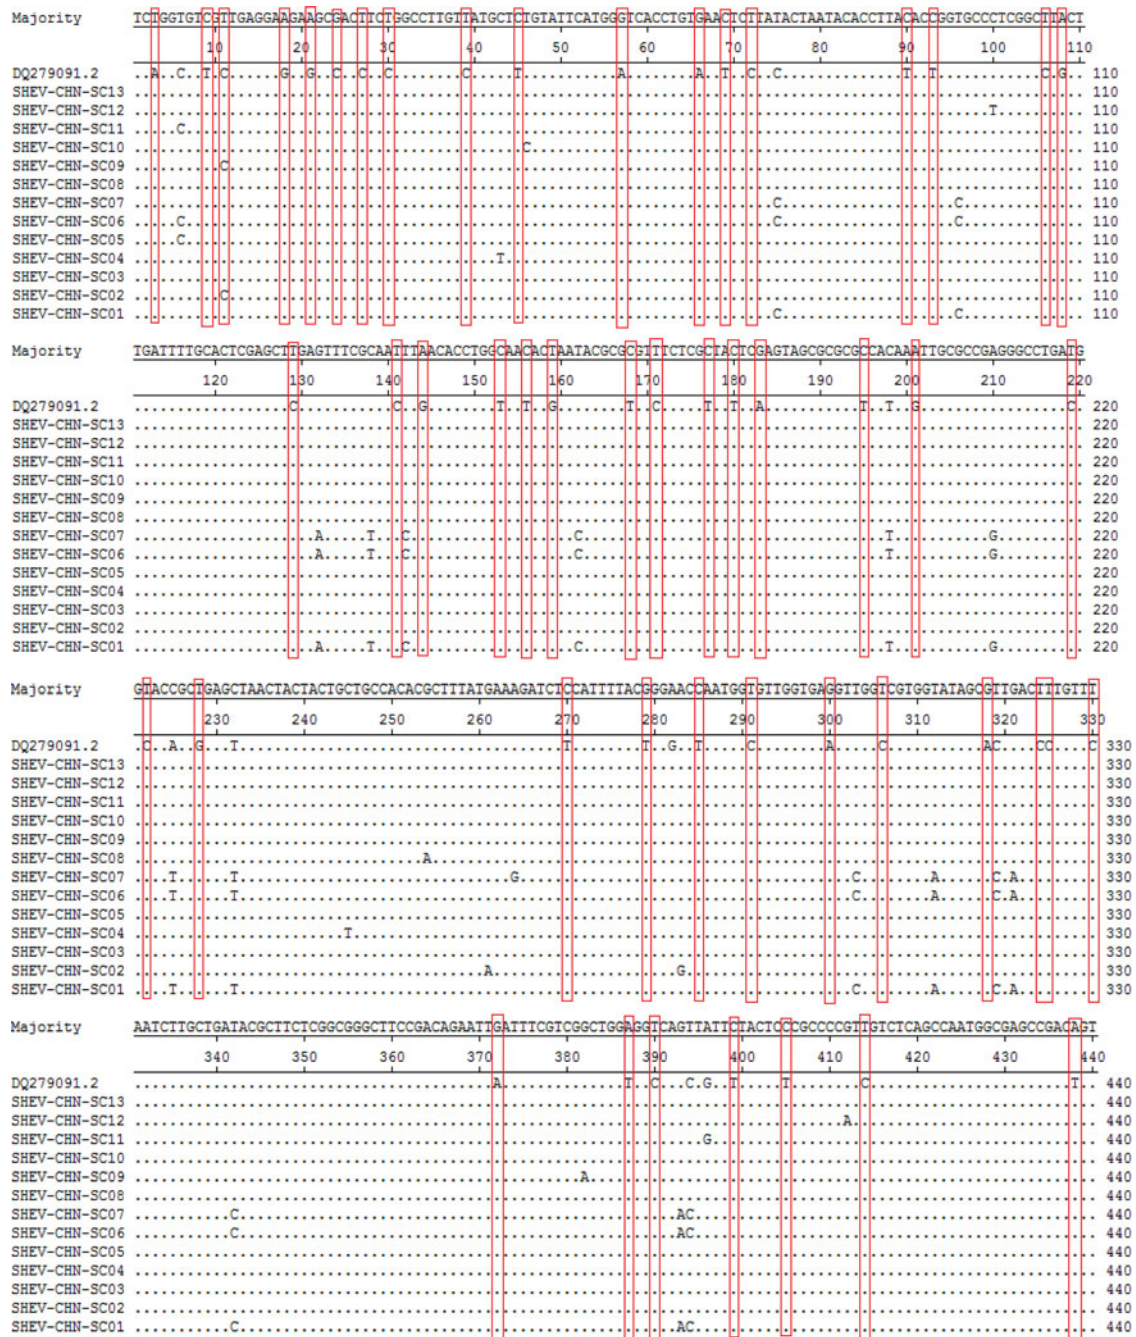 Majority TCTGGTGTCGTTGAGGAAGAAGCGACTTCTGGCCTTGTTATGCTCTGTATTCATGGGTCACCTGTGAACTCTTATACTAATACACCTTACACCGGTGCCCTCGGCTTACT
10 20 30 40 50 60 70 80 90 100 110
DQ279091.2 ..A..C..T.C......G..G..C..C..C........C.....T...........A........A..T..C..C..............T..T............C.G.. 110
SHEV-CHN-SC13 ... 110
SHEV-CHN-SC12 ...T... 110
SHEV-CHN-SC11 ...C... 110
SHEV-CHN-SC10 ...C... 110
SHEV-CHN-SC09 ...C... 110
SHEV-CHN-SC08 ... 110
SHEV-CHN-SC07 ...C...C... 110
SHEV-CHN-SC06 ...C...C...C... 110
SHEV-CHN-SC05 ...C... 110
SHEV-CHN-SC04 ...T... 110
SHEV-CHN-SC03 ... 110
SHEV-CHN-SC02 ...C... 110
SHEV-CHN-SC01 ...C...C... 110
Majority TGATTTTGCACTCGAGCTTGAGTTTCGCAATTTAACACCTGGCAACACTAATACGCGCGTTTCTCGCTACTCGAGTAGCGCGCGCCACAAATTGCGCCGAGGGCCTGATG
120 130 140 150 160 170 180 190 200 210 220
DQ279091.2 ...C...C..G...T..T..G...T..C...T..T..A...T..T..G...C. 220
SHEV-CHN-SC13 ... 220
SHEV-CHN-SC12 ... 220
SHEV-CHN-SC11 ... 220
SHEV-CHN-SC10 ... 220
SHEV-CHN-SC09 ... 220
SHEV-CHN-SC08 ... 220
SHEV-CHN-SC07 ...A...T...C...C...T...G... 220
SHEV-CHN-SC06 ...A...T...C...C...T...G... 220
SHEV-CHN-SC05 ... 220
SHEV-CHN-SC04 ... 220
SHEV-CHN-SC03 ... 220
SHEV-CHN-SC02 ... 220
SHEV-CHN-SC01 ...A...T...C...C...T...G... 220
Majority GTACCGCTGAGCTAACTACTACTGCTGCCACACGCTTTATGAAAGATCTCCATTTTACGGGAACCAATGGTGTTGGTGAGGTTGGTCGTGGTATAGCGTTGACTTTGTTT
230 240 250 260 270 280 290 300 310 320 330
DQ279091.2 .C..A..G...T...T...T..G..T...C...A...C...AC...CC....C 330
SHEV-CHN-SC13 ... 330
SHEV-CHN-SC12 ... 330
SHEV-CHN-SC11 ... 330
SHEV-CHN-SC10 ... 330
SHEV-CHN-SC09 ... 330
SHEV-CHN-SC08 ...A... 330
SHEV-CHN-SC07 ...T...T...G...C...A...C.A... 330
SHEV-CHN-SC06 ...T...T...C...A...C.A... 330
SHEV-CHN-SC05 ... 330
SHEV-CHN-SC04 ...T... 330
SHEV-CHN-SC03 ... 330
SHEV-CHN-SC02 ...A...G... 330
SHEV-CHN-SC01 ...T...T...C...A...C.A... 330
Majority AATCTTGCTGATACGCTTCTCGGCGGGCTTCCGACAGAATTGATTTCGTCGGCTGGAGGTCAGTTATTCTACTCCCGCCCCGTTGTCTCAGCCAATGGCGAGCCGACAGT
340 350 360 370 380 390 400 410 420 430 440
DQ279091.2 ...A...T..C...C.G..T...T...C...T.. 440
SHEV-CHN-SC13 ... 440
SHEV-CHN-SC12 ...A... 440
SHEV-CHN-SC11 ...G... 440
SHEV-CHN-SC10 ... 440
SHEV-CHN-SC09 ...A... 440
SHEV-CHN-SC08 ... 440
SHEV-CHN-SC07 ...C...AC... 440
SHEV-CHN-SC06 ...C...AC... 440
SHEV-CHN-SC05 ... 440
SHEV-CHN-SC04 ... 440
SHEV-CHN-SC03 ... 440
SHEV-CHN-SC02 ... 440
SHEV-CHN-SC01 ...C...AC... 440